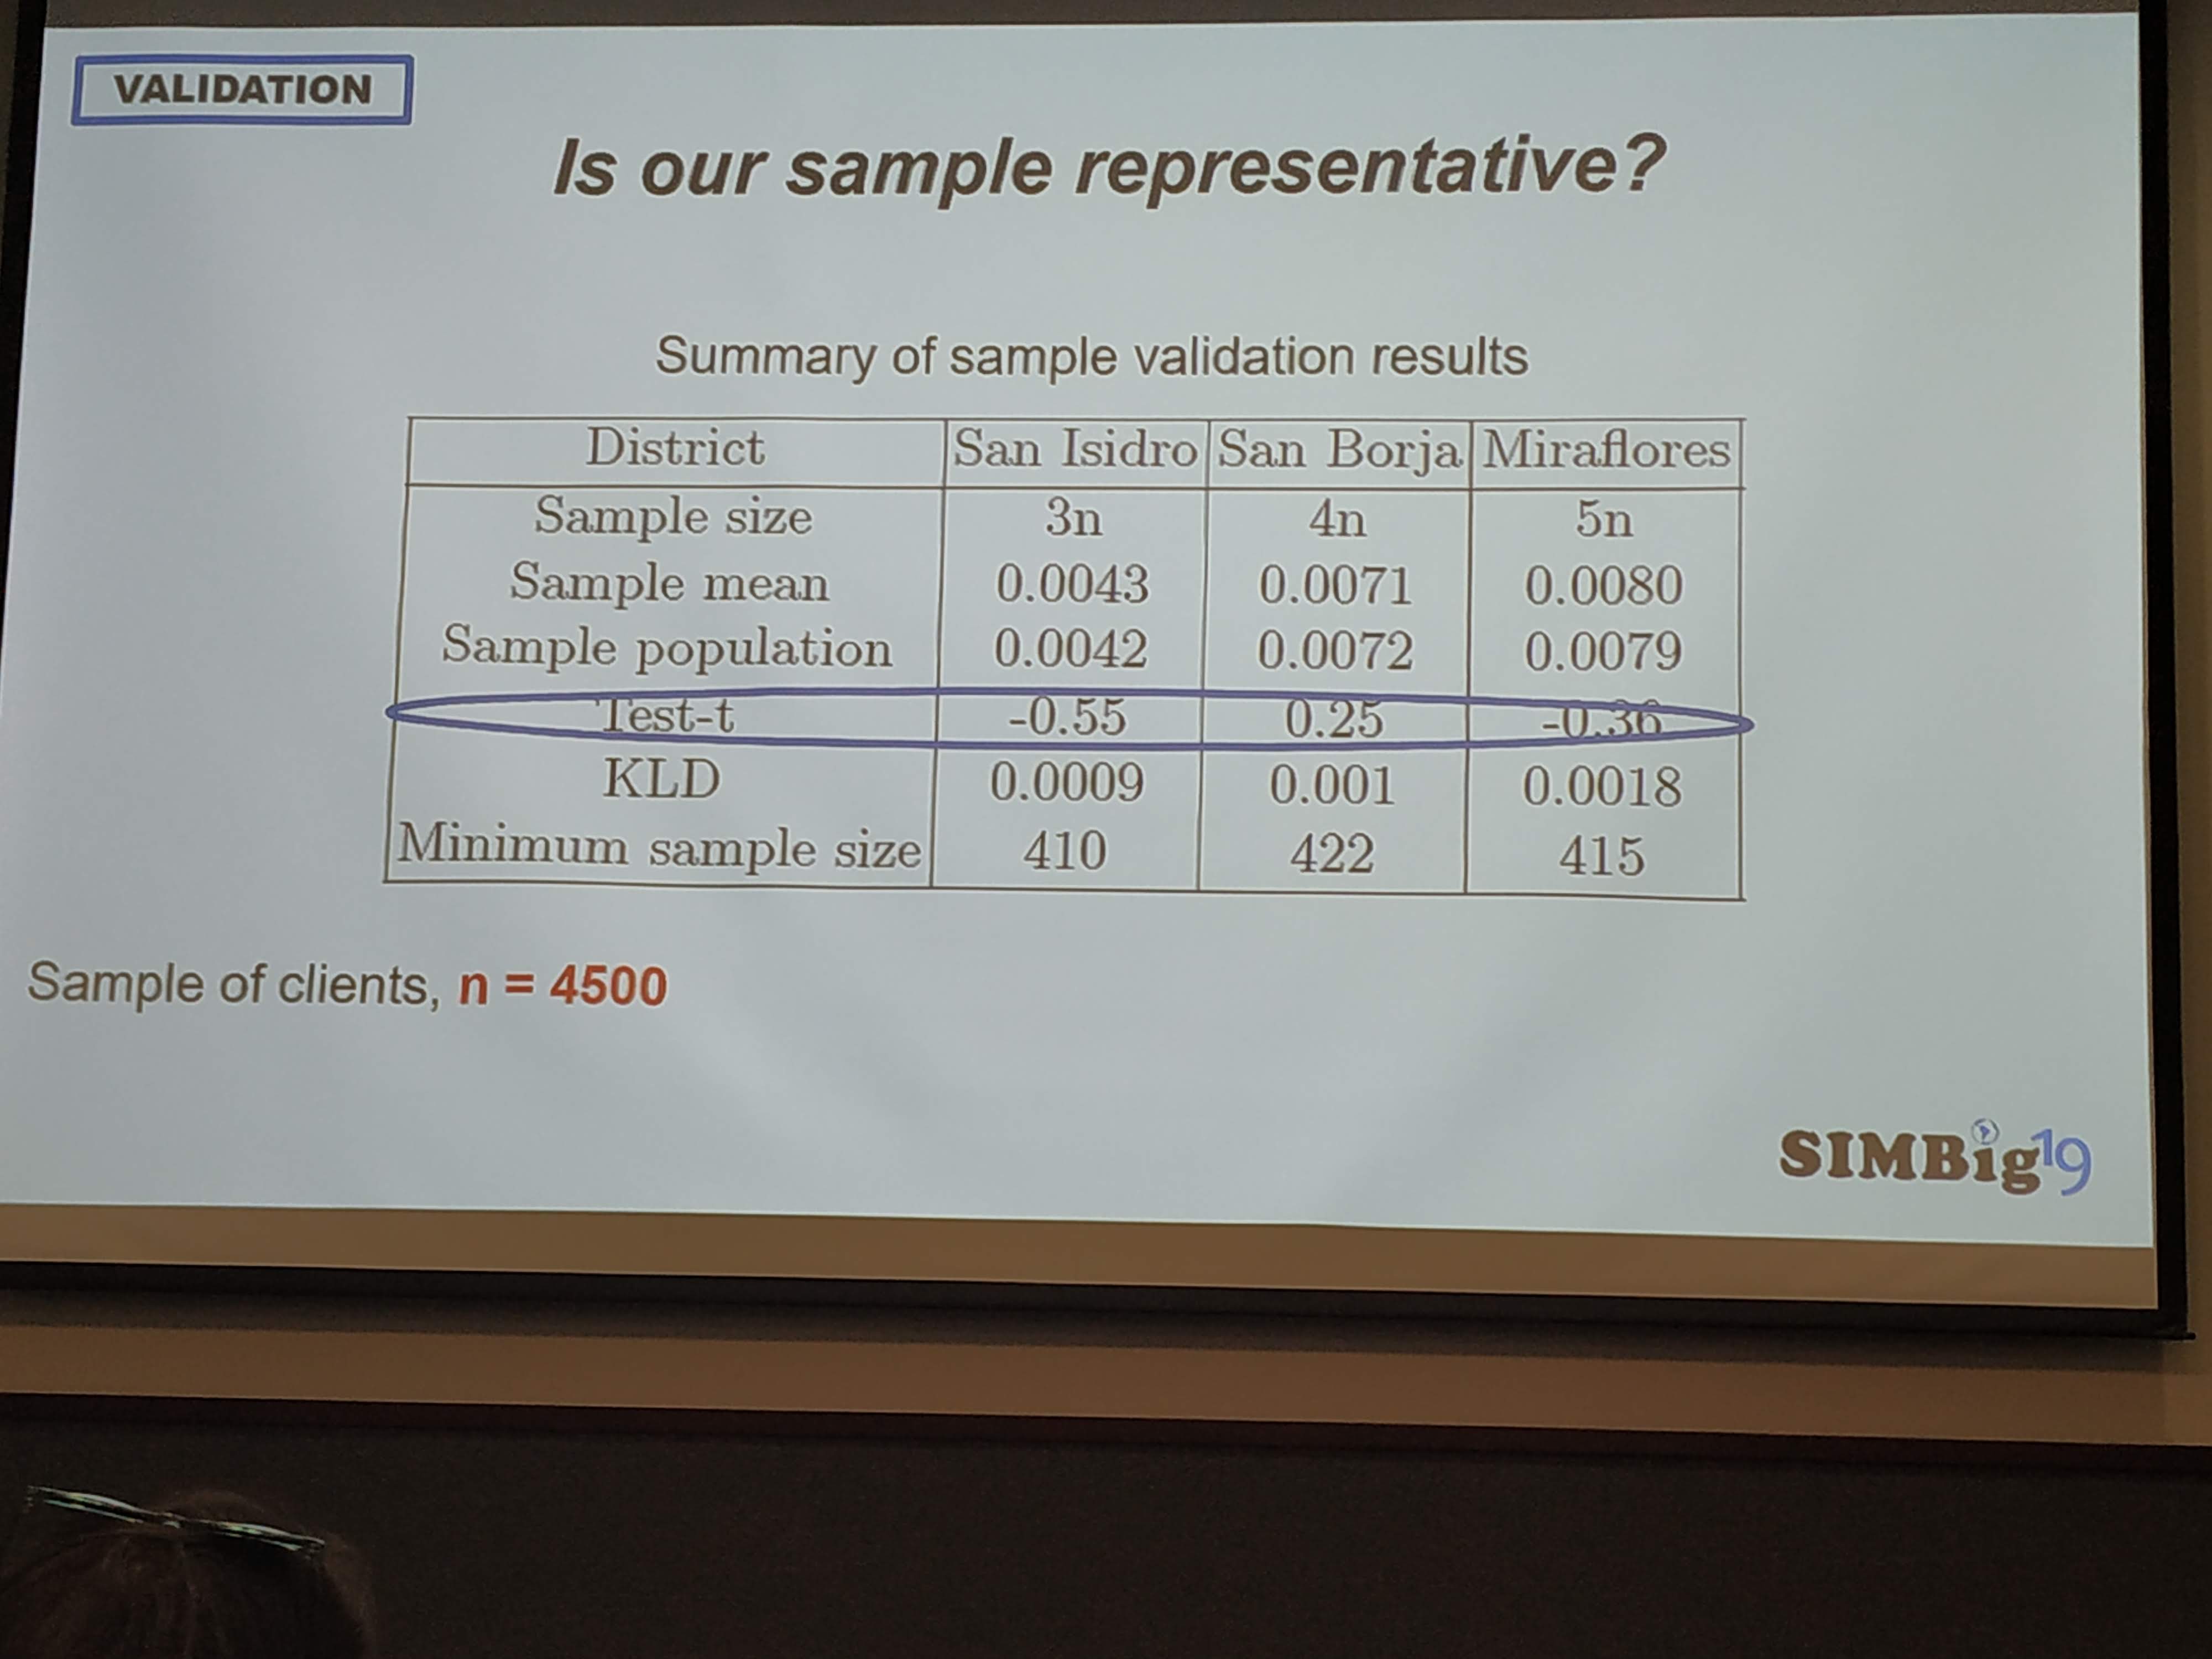 VALIDATION
Is our sample representative?
Summary of sample validation results
District San Isidro San Borja Miraflores
Sample size 3n 4n 5n
Sample mean 0.0043 0.0071 0.0080
Sample population 0.0042 0.0072 0.0079
Test-t -0.55 0.25 -0.36
KLD 0.0009 0.001 0.0018
Minimum sample size 410 422 415
Sample of clients, n = 4500
SIMBig19